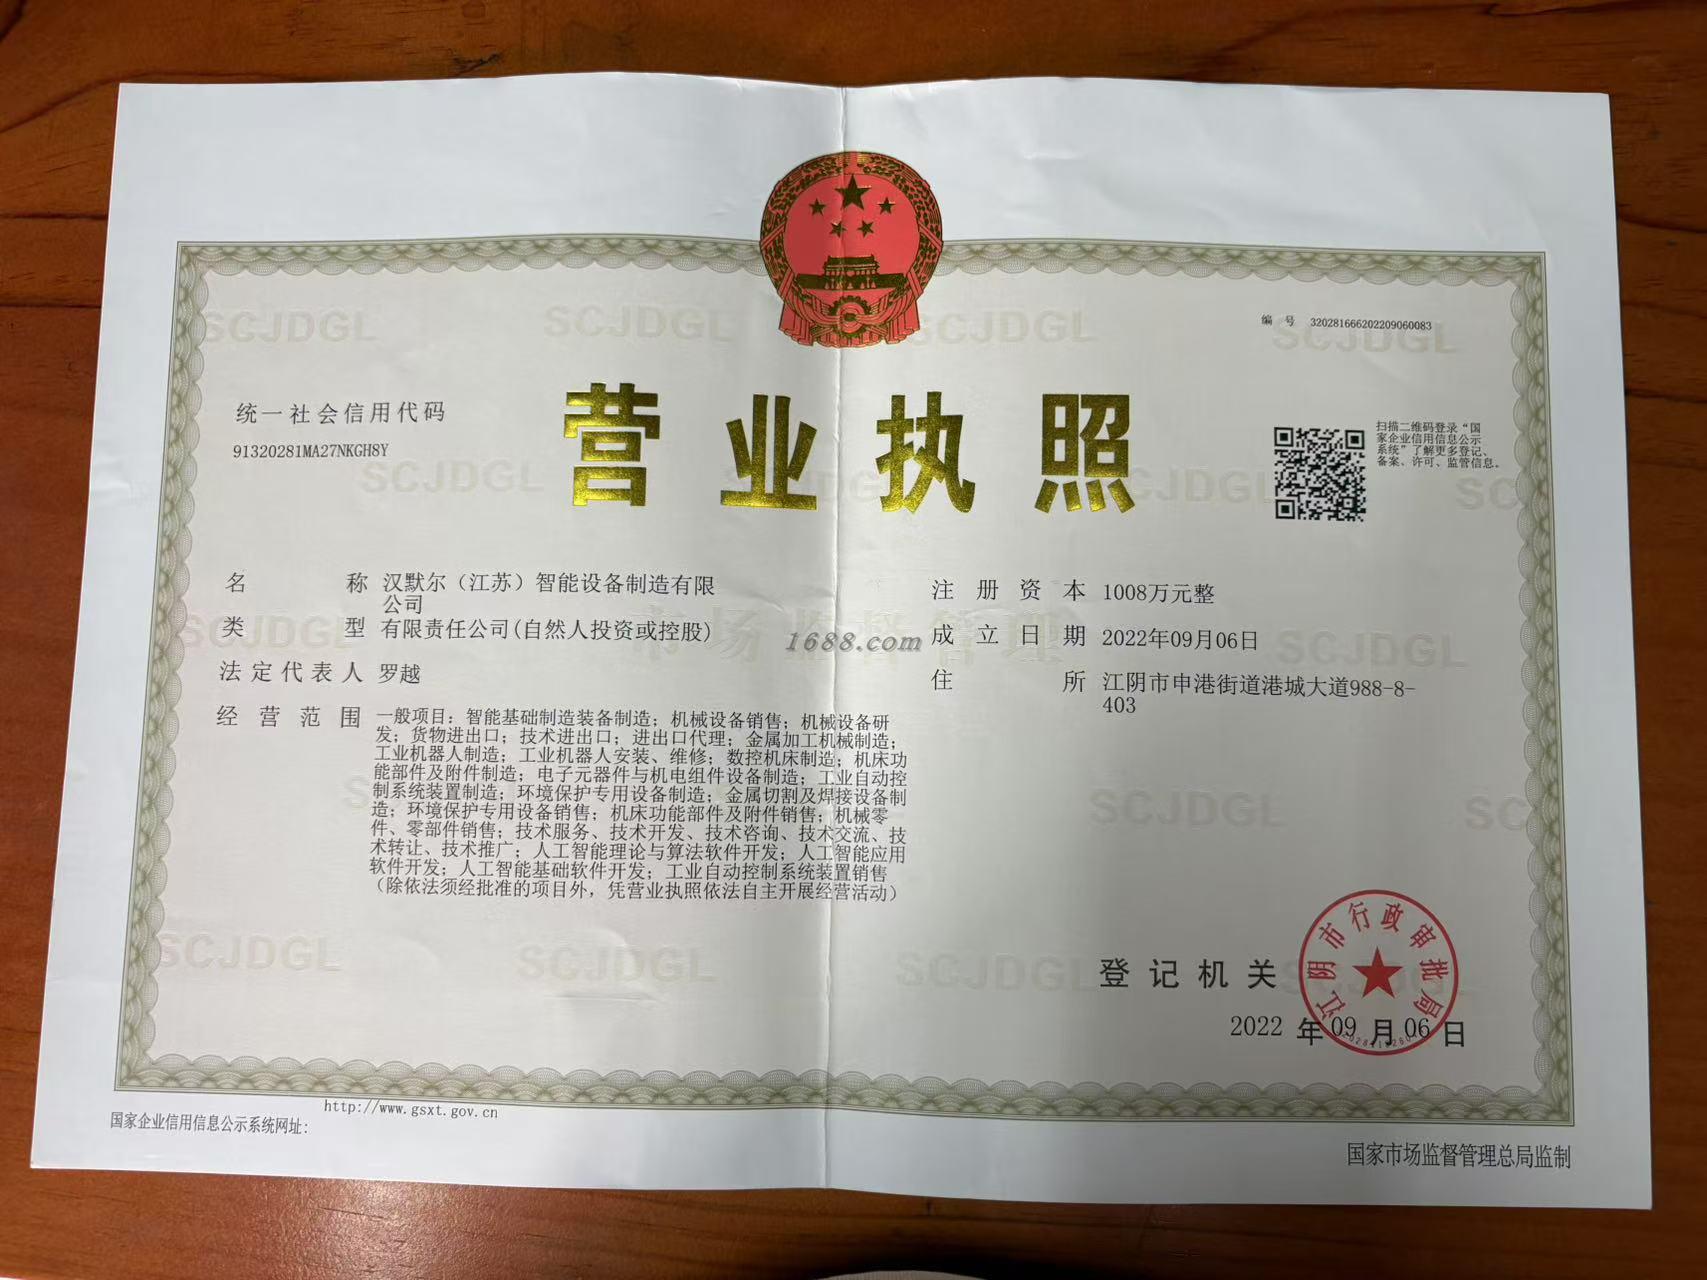 编 号 320281666202209060083
统一社会信用代码
91320281MA27NKGH8Y
营业执照
扫描二维码登录“国
家企业信用信息公示
系统”了解更多登记、
备案、许可、监管信息。
名 称 汉默尔（江苏）智能设备制造有限
公司
类 型 有限责任公司(自然人投资或控股)
法定代表人 罗越
经营范围 一般项目：智能基础制造装备制造；机械设备销售；机械设备研
发；货物进出口；技术进出口；进出口代理；金属加工机械制造；
工业机器人制造；工业机器人安装、维修；数控机床制造；机床功
能部件及附件制造；电子元器件与机电组件设备制造；工业自动控
制系统装置制造；环境保护专用设备制造；金属切割及焊接设备制
造；环境保护专用设备销售；机床功能部件及附件销售；机械零
件、零部件销售；技术服务、技术开发、技术咨询、技术交流、技
术转让、技术推广；人工智能理论与算法软件开发；人工智能应用
软件开发；人工智能基础软件开发；工业自动控制系统装置销售
（除依法须经批准的项目外，凭营业执照依法自主开展经营活动）
注册资本 1008万元整
成立日期 2022年09月06日
住 所 江阴市申港街道港城大道988-8-
403
1688.com
市场监督管理
SCJDGL
登记机关
江阴市行政审批局
2022 年 09 月 06 日
国家企业信用信息公示系统网址: http://www.gsxt.gov.cn
国家市场监督管理总局监制